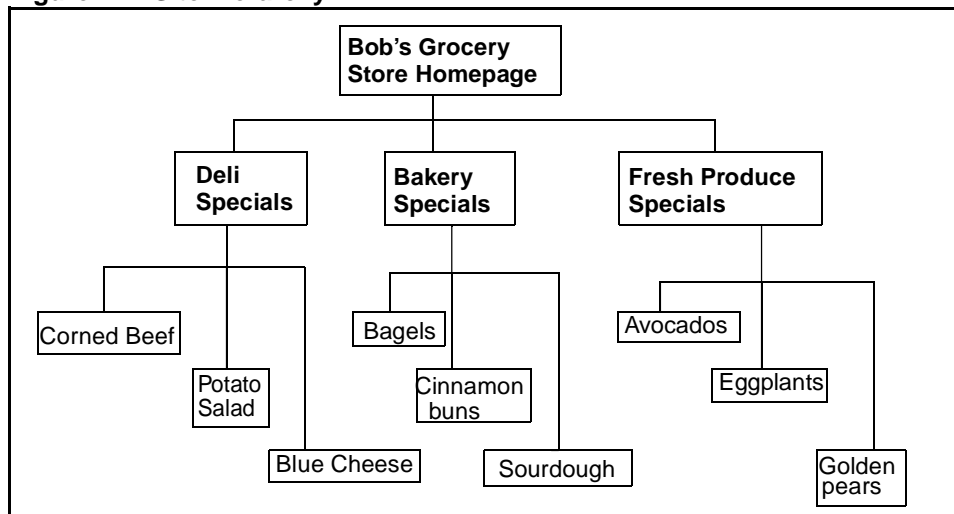 Bob's Grocery
Store Homepage
Deli
Specials
Bakery
Specials
Fresh Produce
Specials
Corned Beef
Potato
Salad
Blue Cheese
Bagels
Cinnamon
buns
Sourdough
Avocados
Eggplants
Golden
pears